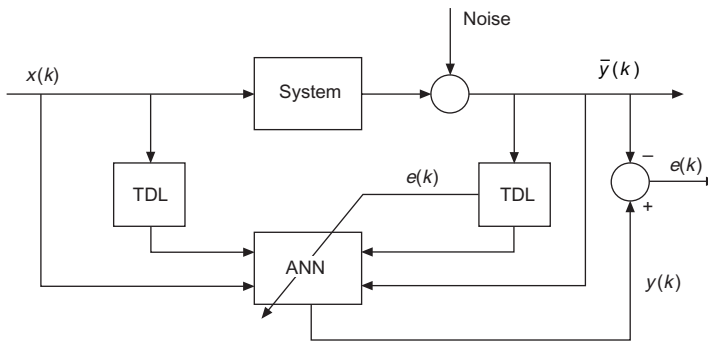 Noise
x(k)
System
ȳ(k)
−
e(k)
TDL
e(k)
TDL
+
ANN
y(k)